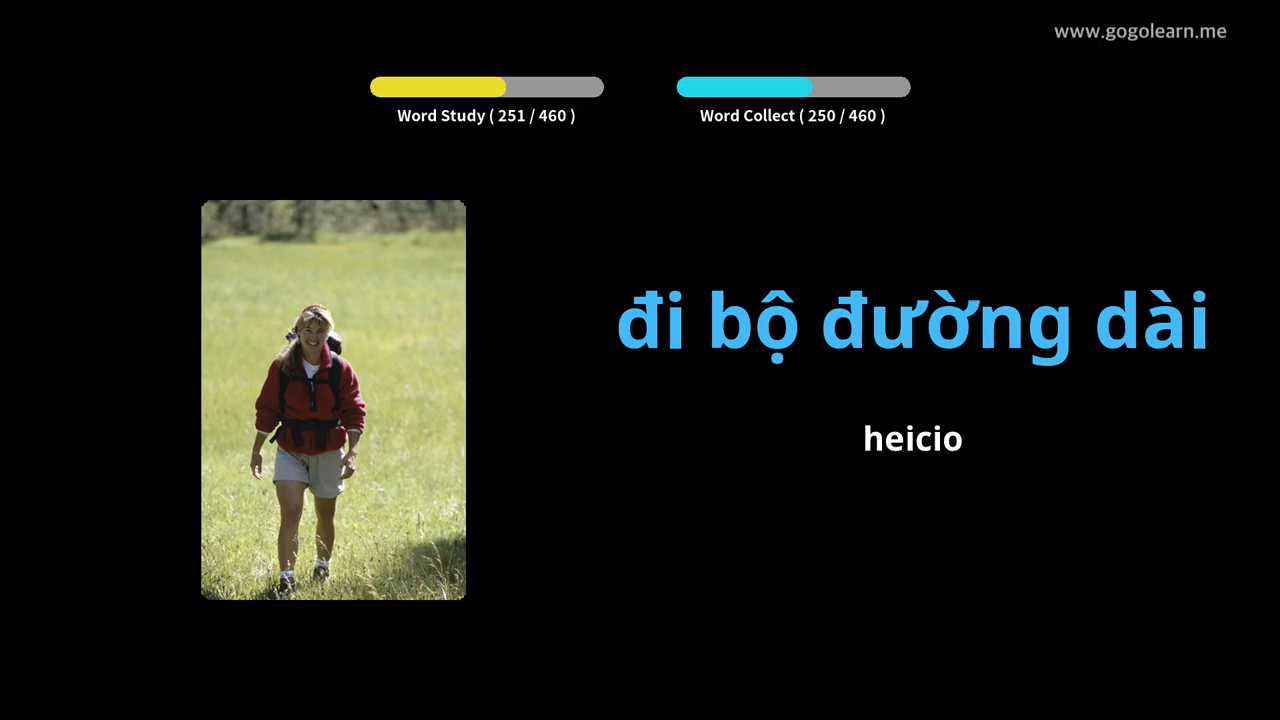 www.gogolearn.me
Word Study ( 251 / 460 )
Word Collect ( 250 / 460 )
đi bộ đường dài
heicio